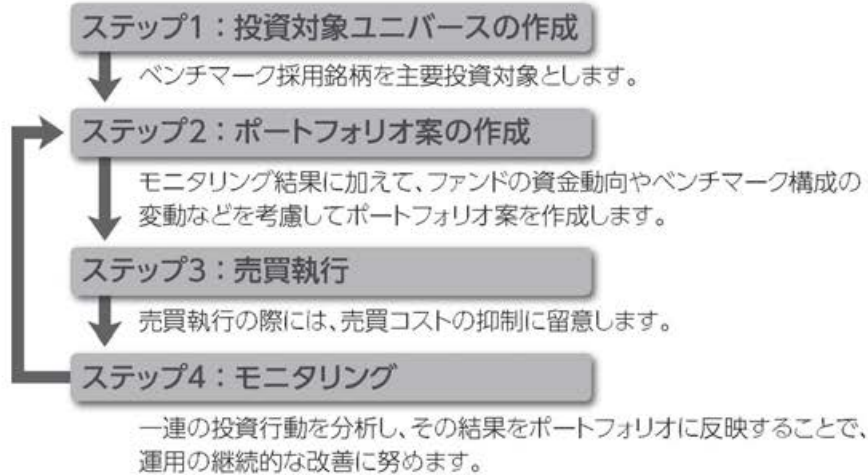 ステップ1：投資対象ユニバースの作成
ベンチマーク採用銘柄を主要投資対象とします。
ステップ2：ポートフォリオ案の作成
モニタリング結果に加えて、ファンドの資金動向やベンチマーク構成の
変動などを考慮してポートフォリオ案を作成します。
ステップ3：売買執行
売買執行の際には、売買コストの抑制に留意します。
ステップ4：モニタリング
一連の投資行動を分析し、その結果をポートフォリオに反映することで、
運用の継続的な改善に努めます。